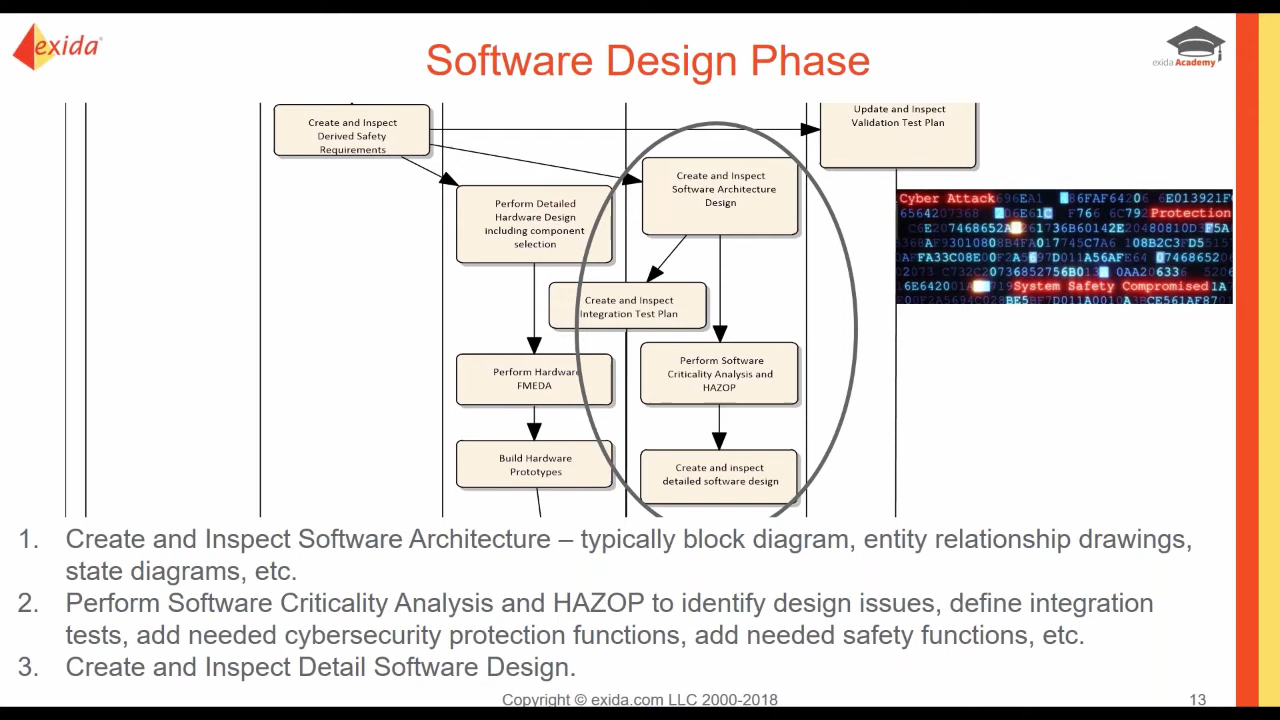 exida
Software Design Phase
exida Academy
Create and Inspect
Derived Safety
Requirements
Update and Inspect
Validation Test Plan
Create and Inspect
Software Architecture
Design
Perform Detailed
Hardware Design
including component
selection
Create and Inspect
Integration Test Plan
Perform Hardware
FMEDA
Perform Software
Criticality Analysis and
HAZOP
Build Hardware
Prototypes
Create and inspect
detailed software design
Cyber Attack
Protection
System Safety Compromised
1. Create and Inspect Software Architecture – typically block diagram, entity relationship drawings,
state diagrams, etc.
2. Perform Software Criticality Analysis and HAZOP to identify design issues, define integration
tests, add needed cybersecurity protection functions, add needed safety functions, etc.
3. Create and Inspect Detail Software Design.
Copyright © exida.com LLC 2000-2018
13